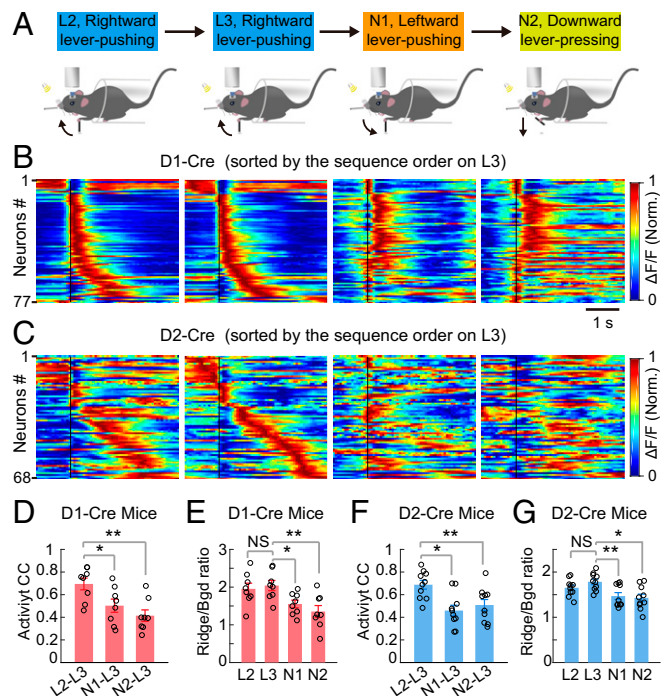 A
L2, Rightward
lever-pushing
L3, Rightward
lever-pushing
N1, Leftward
lever-pushing
N2, Downward
lever-pressing
B
D1-Cre (sorted by the sequence order on L3)
1
Neurons #
77
1
0
ΔF/F (Norm.)
1 s
C
D2-Cre (sorted by the sequence order on L3)
1
Neurons #
68
1
0
ΔF/F (Norm.)
D
D1-Cre Mice
**
*
Activiyt CC
1
0.8
0.6
0.4
0.2
0
L2-L3
N1-L3
N2-L3
E
D1-Cre Mice
NS
**
*
Ridge/Bgd ratio
3
2
1
0
L2 L3 N1 N2
F
D2-Cre Mice
**
*
Activiyt CC
1
0.8
0.6
0.4
0.2
0
L2-L3
N1-L3
N2-L3
G
D2-Cre Mice
NS
*
**
Ridge/Bgd ratio
3
2
1
0
L2 L3 N1 N2